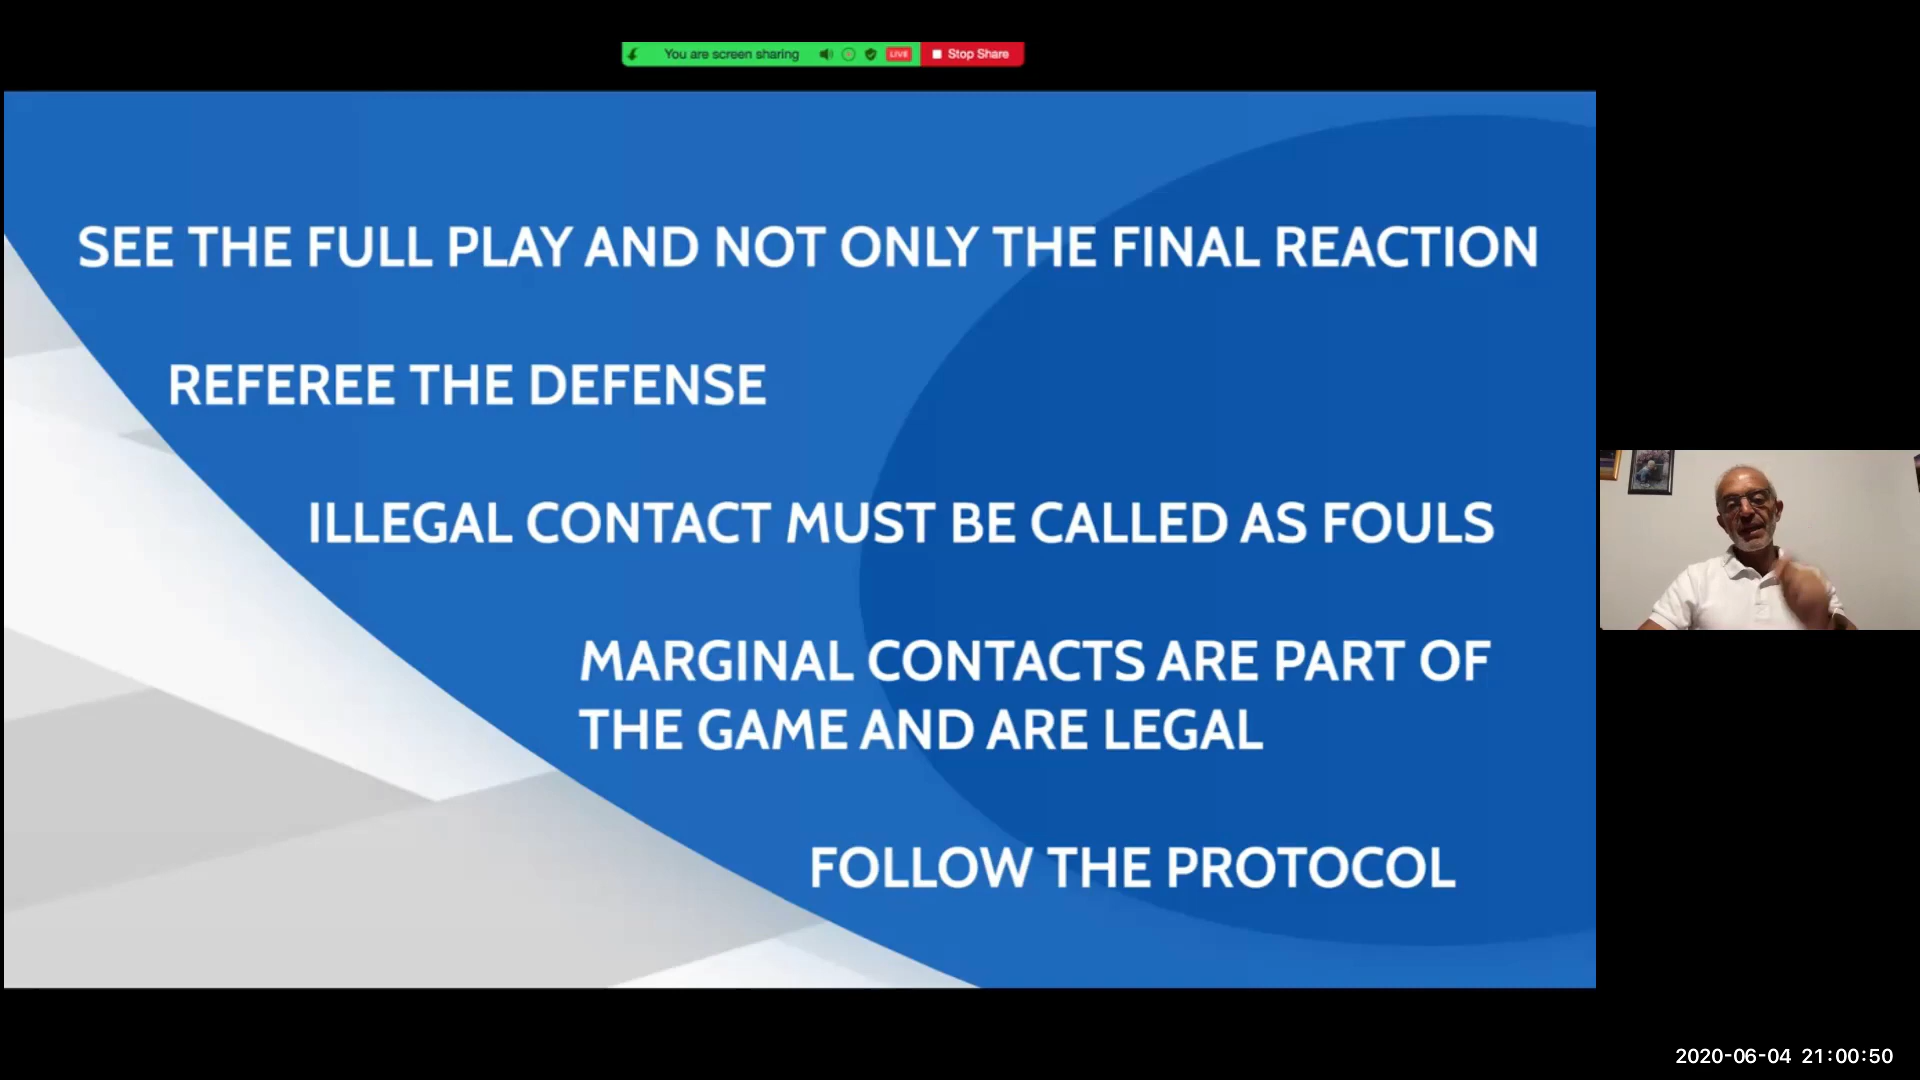 You are screen sharing
LIVE
Stop Share
SEE THE FULL PLAY AND NOT ONLY THE FINAL REACTION
REFEREE THE DEFENSE
ILLEGAL CONTACT MUST BE CALLED AS FOULS
MARGINAL CONTACTS ARE PART OF
THE GAME AND ARE LEGAL
FOLLOW THE PROTOCOL
2020-06-04 21:00:50